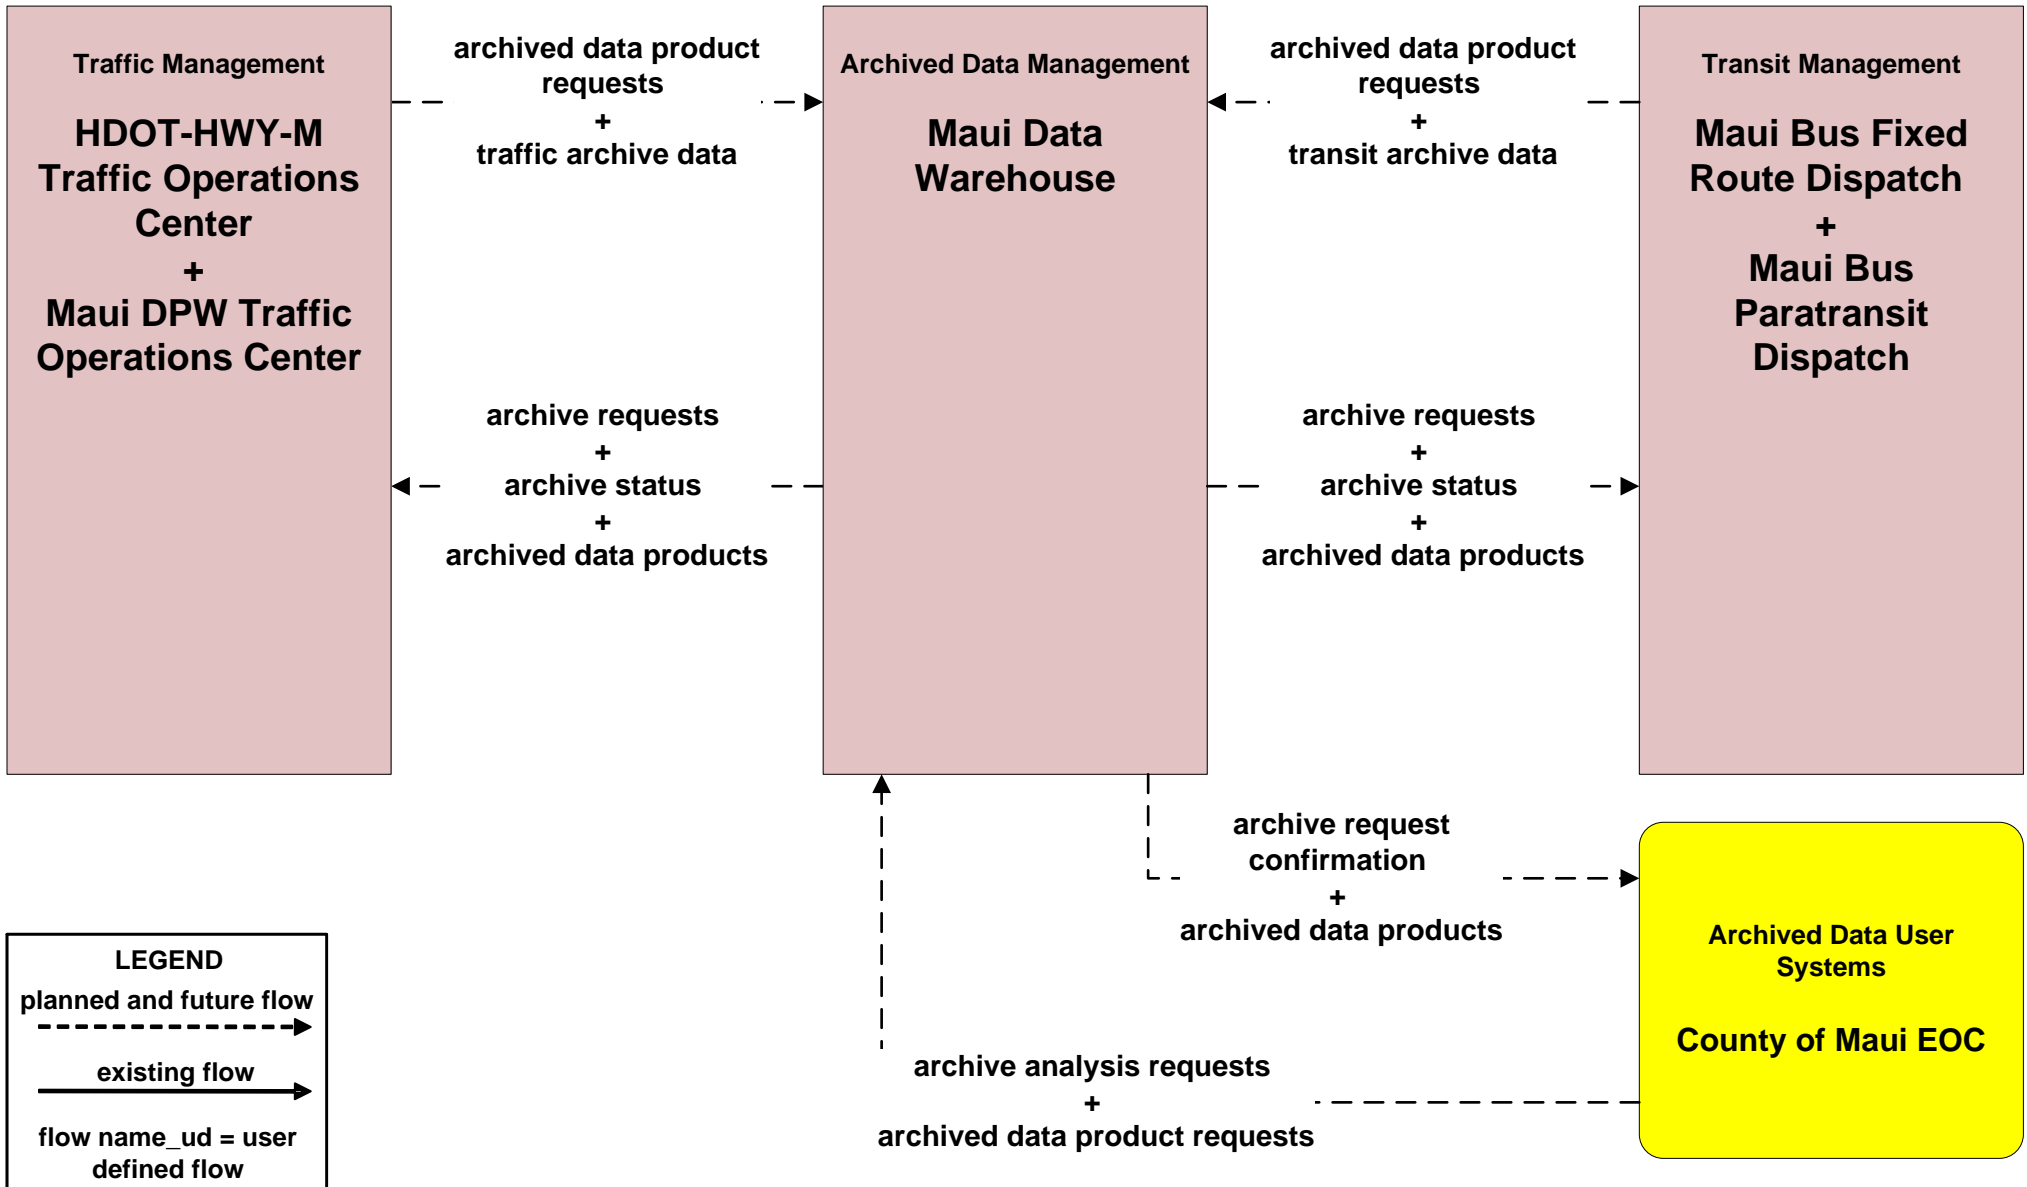 Traffic Management
HDOT-HWY-M
Traffic Operations
Center
+
Maui DPW Traffic
Operations Center
archived data product
requests
+
traffic archive data
archive requests
+
archive status
+
archived data products
Archived Data Management
Maui Data
Warehouse
archived data product
requests
+
transit archive data
archive requests
+
archive status
+
archived data products
Transit Management
Maui Bus Fixed
Route Dispatch
+
Maui Bus
Paratransit
Dispatch
archive request
confirmation
+
archived data products
Archived Data User
Systems
County of Maui EOC
archive analysis requests
+
archived data product requests
LEGEND
planned and future flow
existing flow
flow name_ud = user
defined flow